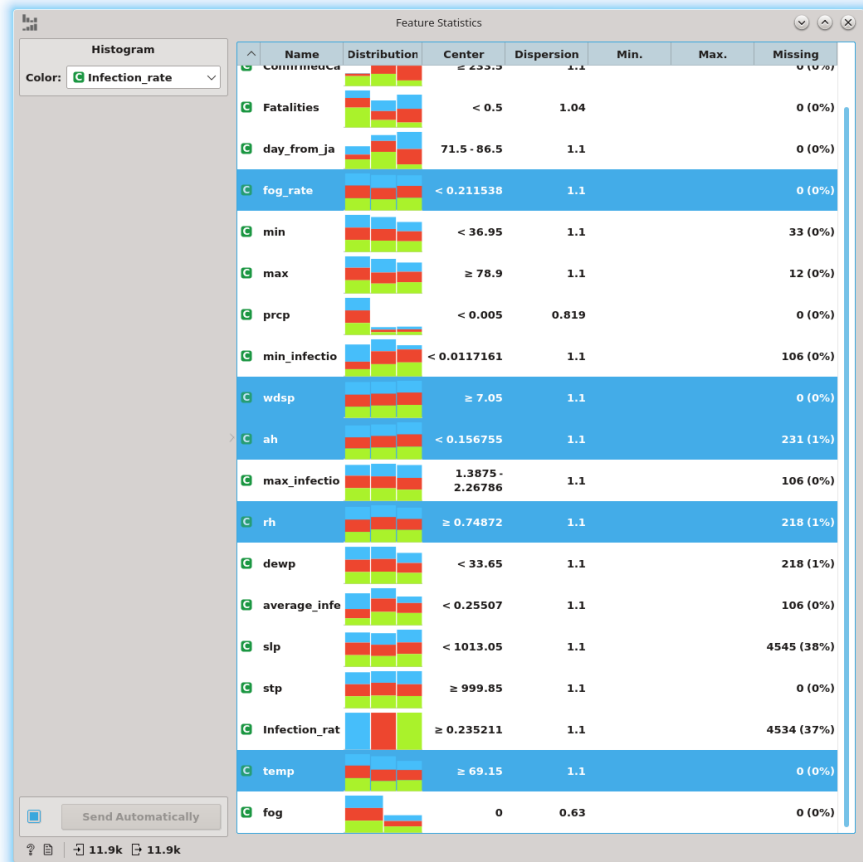 Feature Statistics
Histogram
Color: C Infection_rate
Name Distribution Center Dispersion Min. Max. Missing
C ConfirmedCa ≥ 233.5 1.1 0 (0%)
C Fatalities < 0.5 1.04 0 (0%)
C day_from_ja 71.5 - 86.5 1.1 0 (0%)
C fog_rate < 0.211538 1.1 0 (0%)
C min < 36.95 1.1 33 (0%)
C max ≥ 78.9 1.1 12 (0%)
C prcp < 0.005 0.819 0 (0%)
C min_infectio < 0.0117161 1.1 106 (0%)
C wdsp ≥ 7.05 1.1 0 (0%)
C ah < 0.156755 1.1 231 (1%)
C max_infectio 1.3875 - 2.26786 1.1 106 (0%)
C rh ≥ 0.74872 1.1 218 (1%)
C dewp < 33.65 1.1 218 (1%)
C average_infe < 0.25507 1.1 106 (0%)
C slp < 1013.05 1.1 4545 (38%)
C stp ≥ 999.85 1.1 0 (0%)
C Infection_rat ≥ 0.235211 1.1 4534 (37%)
C temp ≥ 69.15 1.1 0 (0%)
C fog 0 0.63 0 (0%)
Send Automatically
? 11.9k 11.9k